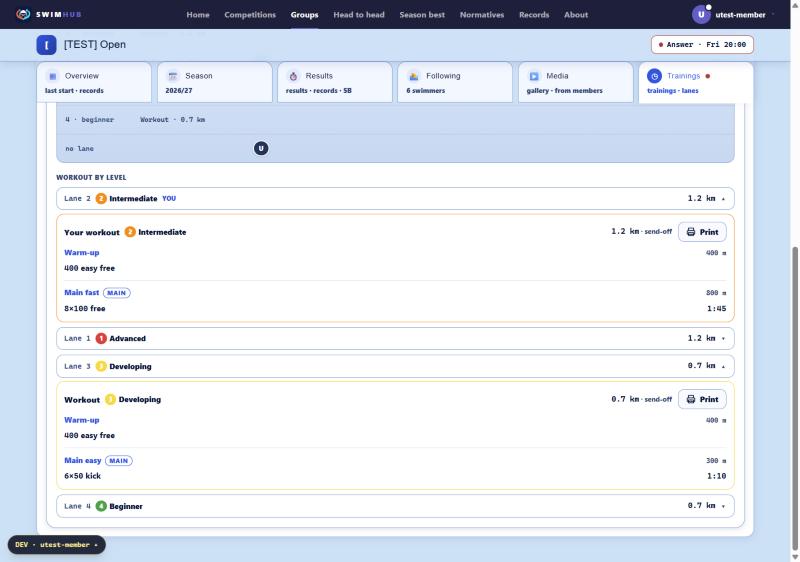 SWIMHUB
Home Competitions Groups Head to head Season best Normatives Records About
U utest-member
[ [TEST] Open
Answer · Fri 20:00
Overview
last start · records
Season
2026/27
Results
results · records · SB
Following
6 swimmers
Media
gallery · from members
Trainings
trainings · lanes
4 · beginner Workout · 0.7 km
no lane U
WORKOUT BY LEVEL
Lane 2 2 Intermediate YOU 1.2 km
Your workout 2 Intermediate 1.2 km · send-off Print
Warm-up 400 m
400 easy free
Main fast MAIN 800 m
8×100 free 1:45
Lane 1 1 Advanced 1.2 km
Lane 3 3 Developing 0.7 km
Workout 3 Developing 0.7 km · send-off Print
Warm-up 400 m
400 easy free
Main easy MAIN 300 m
6×50 kick 1:10
Lane 4 4 Beginner 0.7 km
DEV · utest-member